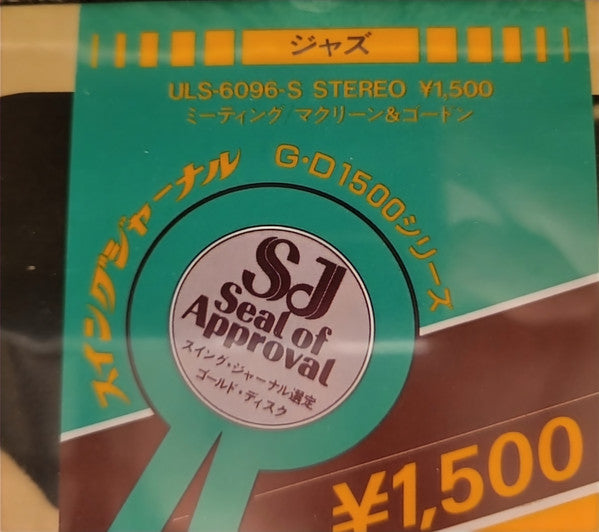 ジャズ
ULS-6096-S STEREO ¥1,500
ミーティング/マクリーン&ゴードン
スイングジャーナル G・D1500シリーズ
SJ
Seal of
Approval
スイング・ジャーナル選定
ゴールド・ディスク
¥1,500